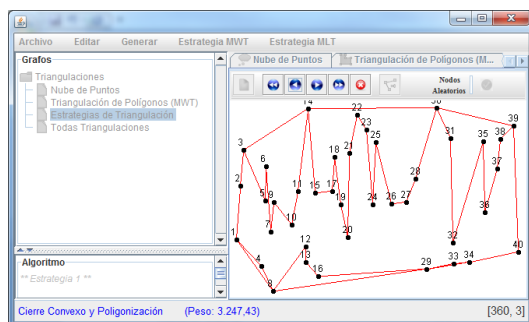 Archivo Editar Generar Estrategia MWT Estrategia MLT
Grafos
Triangulaciones
Nube de Puntos
Triangulación de Polígonos (MWT)
Estrategias de Triangulación
Todas Triangulaciones
Algoritmo
** Estrategia 1 **
Nube de Puntos Triangulación de Polígonos (M...
Nodos
Aleatorios
14 22 30 39
23
31 35 38
3 25
6 18 21
37
2 11 15 17 28
5 9 19 24 26 27 36
7 10 20
1 12 32
4 13 16 29 33 34 40
8
Cierre Convexo y Poligonización (Peso: 3.247,43) [360, 3]